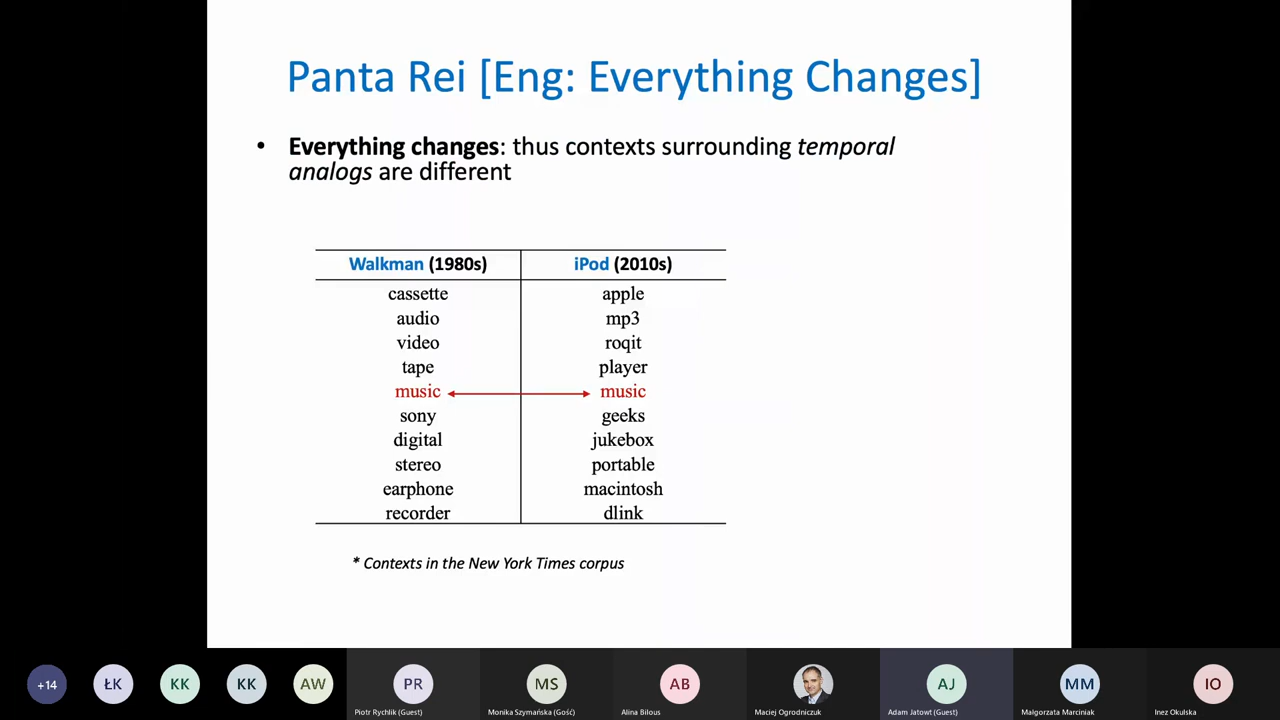 Panta Rei [Eng: Everything Changes]
• Everything changes: thus contexts surrounding temporal
analogs are different
Walkman (1980s) iPod (2010s)
cassette apple
audio mp3
video roqit
tape player
music music
sony geeks
digital jukebox
stereo portable
earphone macintosh
recorder dlink
* Contexts in the New York Times corpus
+14 ŁK KK KK AW PR MS AB AJ MM IO
Piotr Rychlik (Guest) Monika Szymańska (Gość) Alina Bilous Maciej Ogrodniczuk Adam Jatowt (Guest) Małgorzata Marciniak Inez Okulska